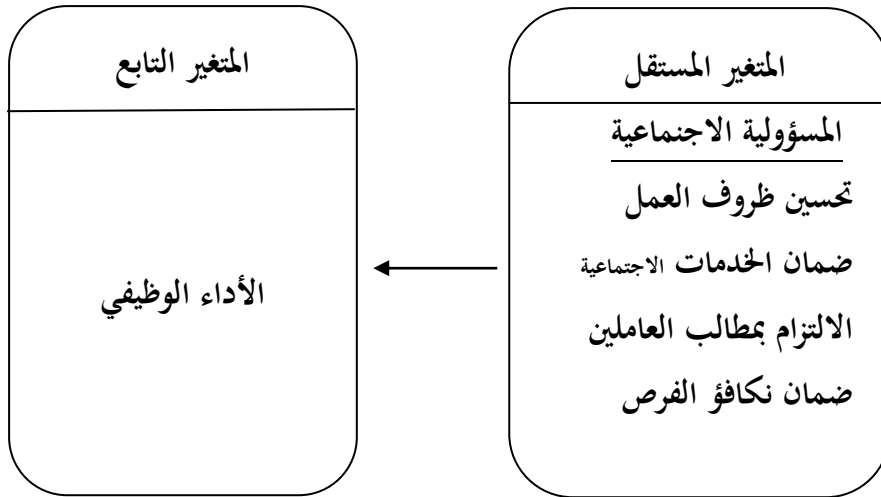 المتغير المستقل
المسؤولية الاجنماعية
تحسين ظروف العمل
ضمان الخدمات الاجتماعية
الالتزام بمطالب العاملين
ضمان نكافؤ الفرص
المتغير التابع
الأداء الوظيفي